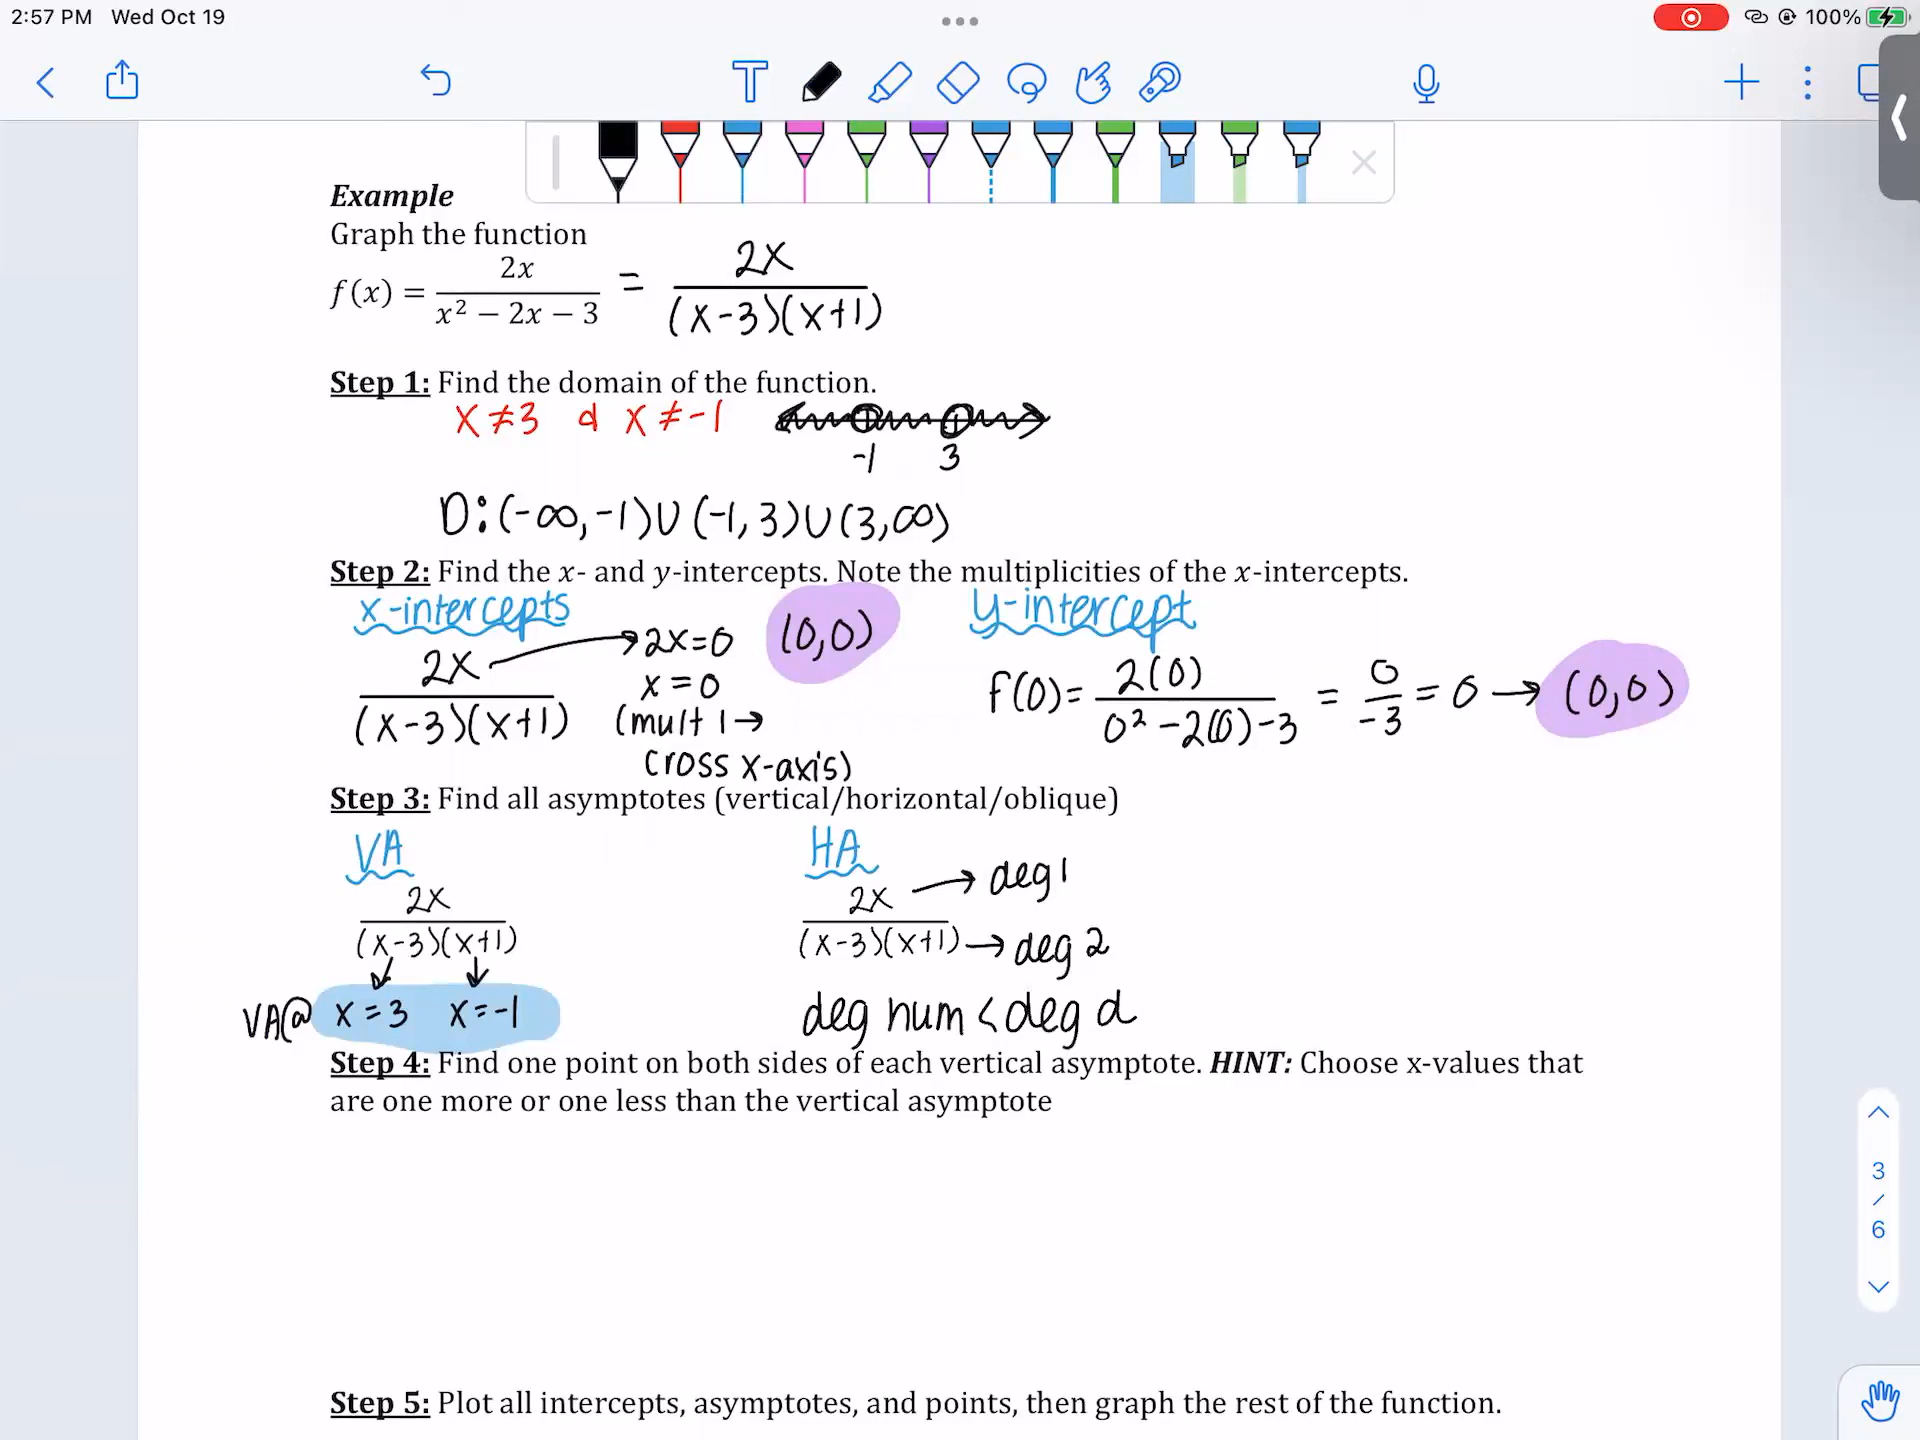 2:57 PM Wed Oct 19
100%
Example
Graph the function
f(x) = 2x / x² − 2x − 3 = 2x / (x-3)(x+1)
Step 1: Find the domain of the function.
x ≠ 3 & x ≠ -1
-1 3
D: (-∞, -1) ∪ (-1, 3) ∪ (3, ∞)
Step 2: Find the x- and y-intercepts. Note the multiplicities of the x-intercepts.
x-intercepts
2x / (x-3)(x+1) → 2x = 0
x = 0
(mult 1 →
cross x-axis)
(0,0)
y-intercept
f(0) = 2(0) / 0² - 2(0) - 3 = 0 / -3 = 0 → (0,0)
Step 3: Find all asymptotes (vertical/horizontal/oblique)
VA
2x / (x-3)(x+1)
VA@ x = 3 x = -1
HA
2x → deg 1
(x-3)(x+1) → deg 2
deg num < deg d
Step 4: Find one point on both sides of each vertical asymptote. HINT: Choose x-values that
are one more or one less than the vertical asymptote
Step 5: Plot all intercepts, asymptotes, and points, then graph the rest of the function.
3
/
6